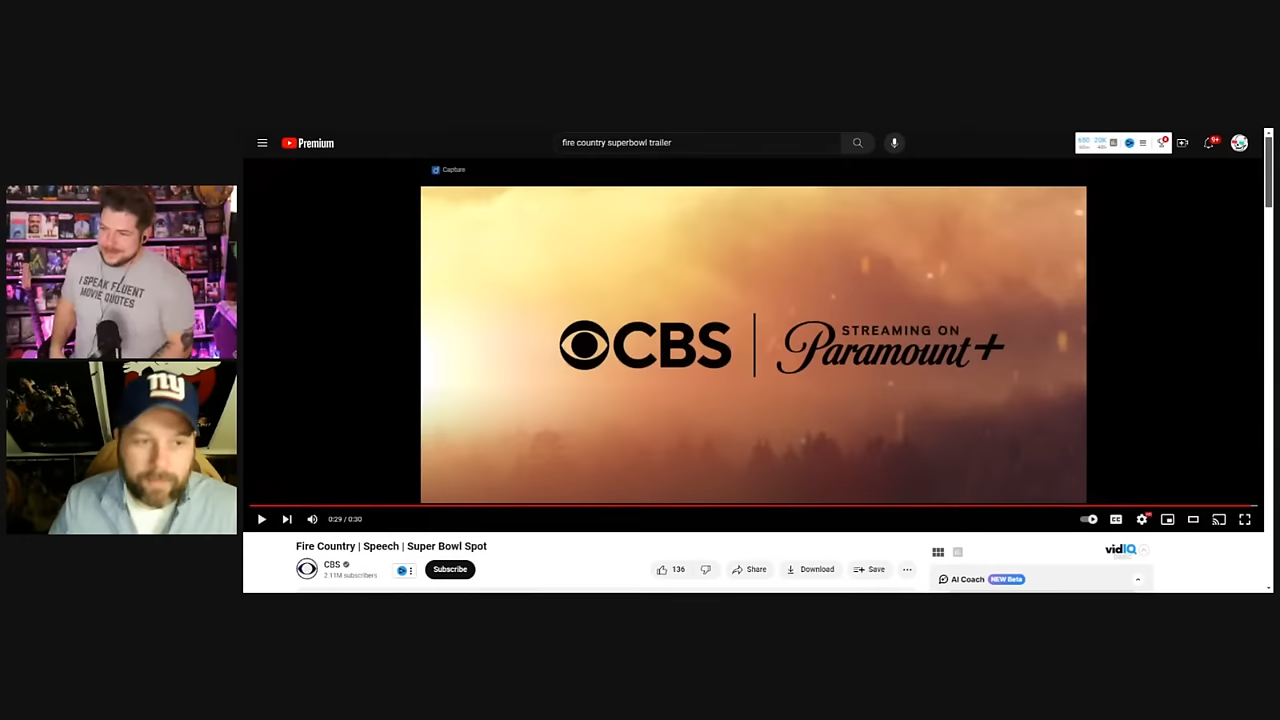 Premium
fire country superbowl trailer
9+
Capture
I SPEAK FLUENT
MOVIE QUOTES
ny
CBS
STREAMING ON
Paramount+
0:29 / 0:30
CC
Fire Country | Speech | Super Bowl Spot
CBS
2.11M subscribers
Subscribe
136
Share
Download
Save
vidIQ
AI Coach
NEW Beta